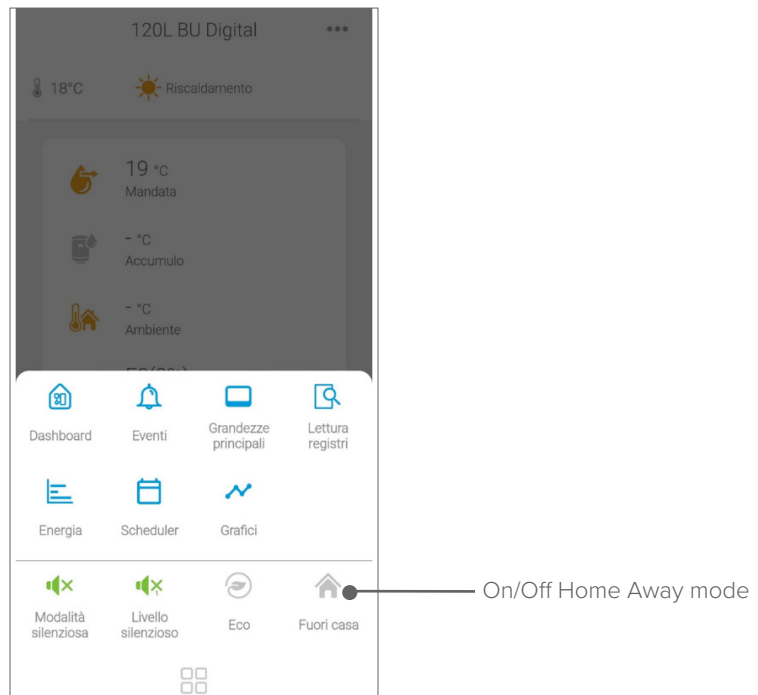 120L BU Digital
18°C Riscaldamento
19 °C
Mandata
- °C
Accumulo
- °C
Ambiente
Dashboard Eventi Grandezze principali Lettura registri
Energia Scheduler Grafici
Modalità silenziosa Livello silenzioso Eco Fuori casa
On/Off Home Away mode